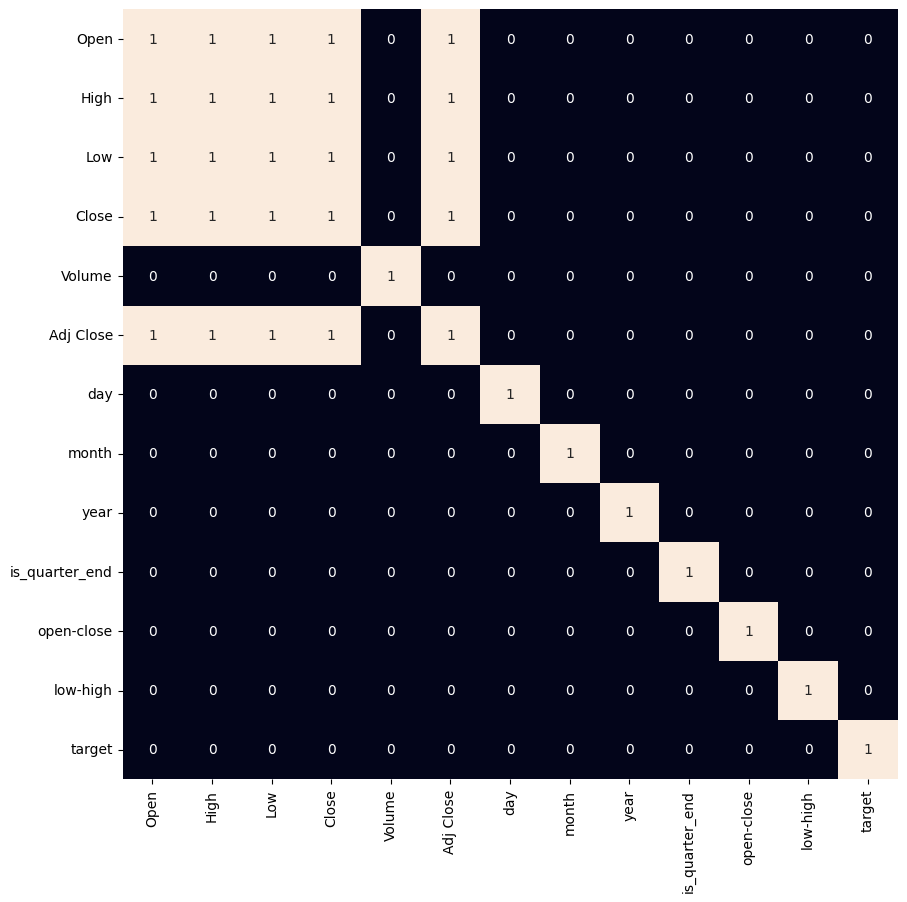 Open 1 1 1 1 0 1 0 0 0 0 0 0 0
High 1 1 1 1 0 1 0 0 0 0 0 0 0
Low 1 1 1 1 0 1 0 0 0 0 0 0 0
Close 1 1 1 1 0 1 0 0 0 0 0 0 0
Volume 0 0 0 0 1 0 0 0 0 0 0 0 0
Adj Close 1 1 1 1 0 1 0 0 0 0 0 0 0
day 0 0 0 0 0 0 1 0 0 0 0 0 0
month 0 0 0 0 0 0 0 1 0 0 0 0 0
year 0 0 0 0 0 0 0 0 1 0 0 0 0
is_quarter_end 0 0 0 0 0 0 0 0 0 1 0 0 0
open-close 0 0 0 0 0 0 0 0 0 0 1 0 0
low-high 0 0 0 0 0 0 0 0 0 0 0 1 0
target 0 0 0 0 0 0 0 0 0 0 0 0 1
Open High Low Close Volume Adj Close day month year is_quarter_end open-close low-high target